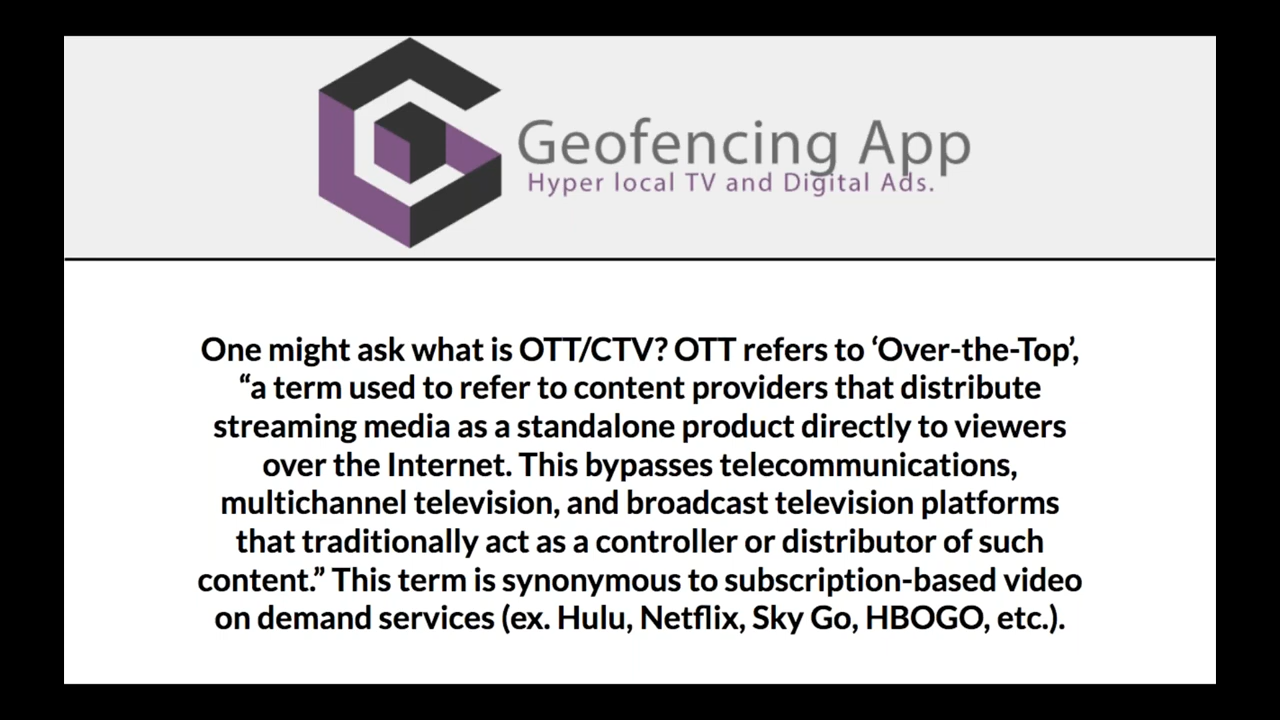 Geofencing App
Hyper local TV and Digital Ads.
One might ask what is OTT/CTV? OTT refers to ‘Over-the-Top’,
“a term used to refer to content providers that distribute
streaming media as a standalone product directly to viewers
over the Internet. This bypasses telecommunications,
multichannel television, and broadcast television platforms
that traditionally act as a controller or distributor of such
content.” This term is synonymous to subscription-based video
on demand services (ex. Hulu, Netflix, Sky Go, HBOGO, etc.).